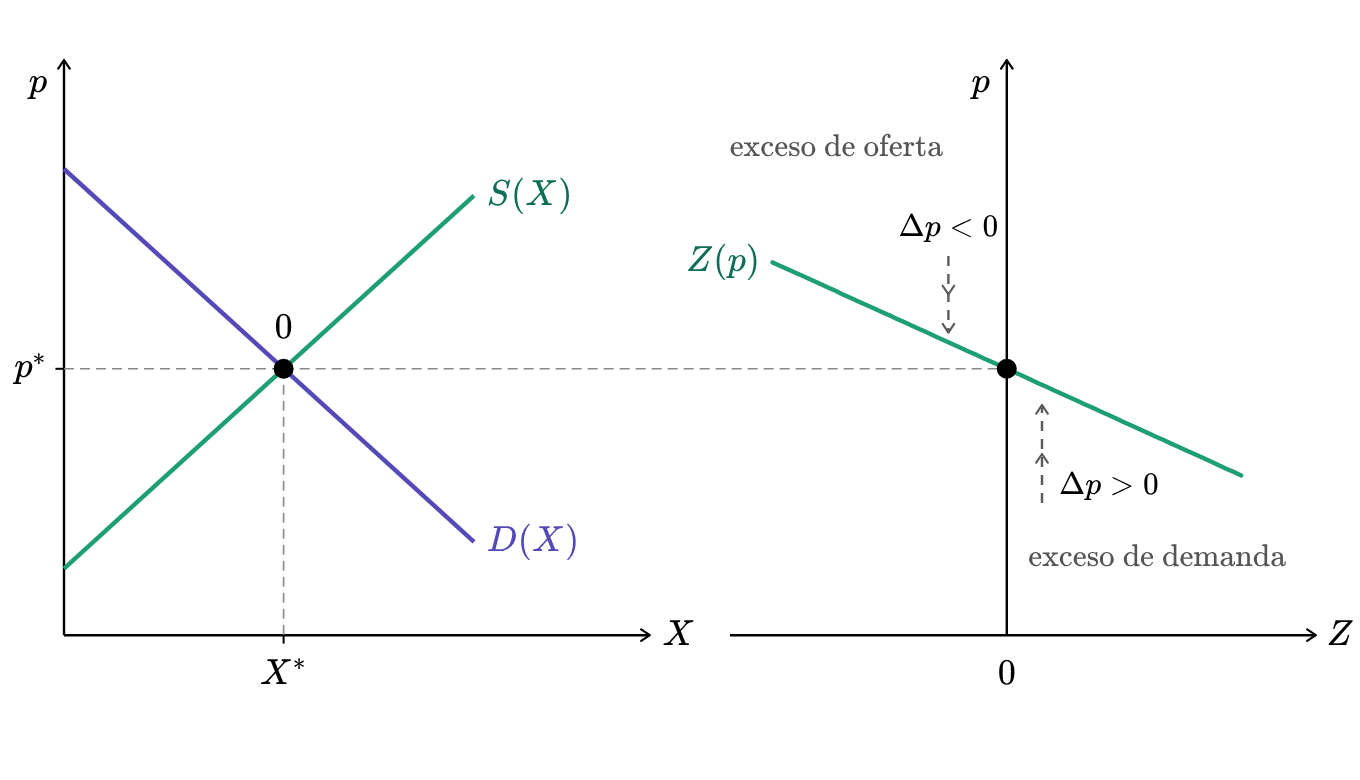 p
S(X)
0
p*
D(X)
X
X*
p
exceso de oferta
Δp < 0
Z(p)
Δp > 0
exceso de demanda
Z
0